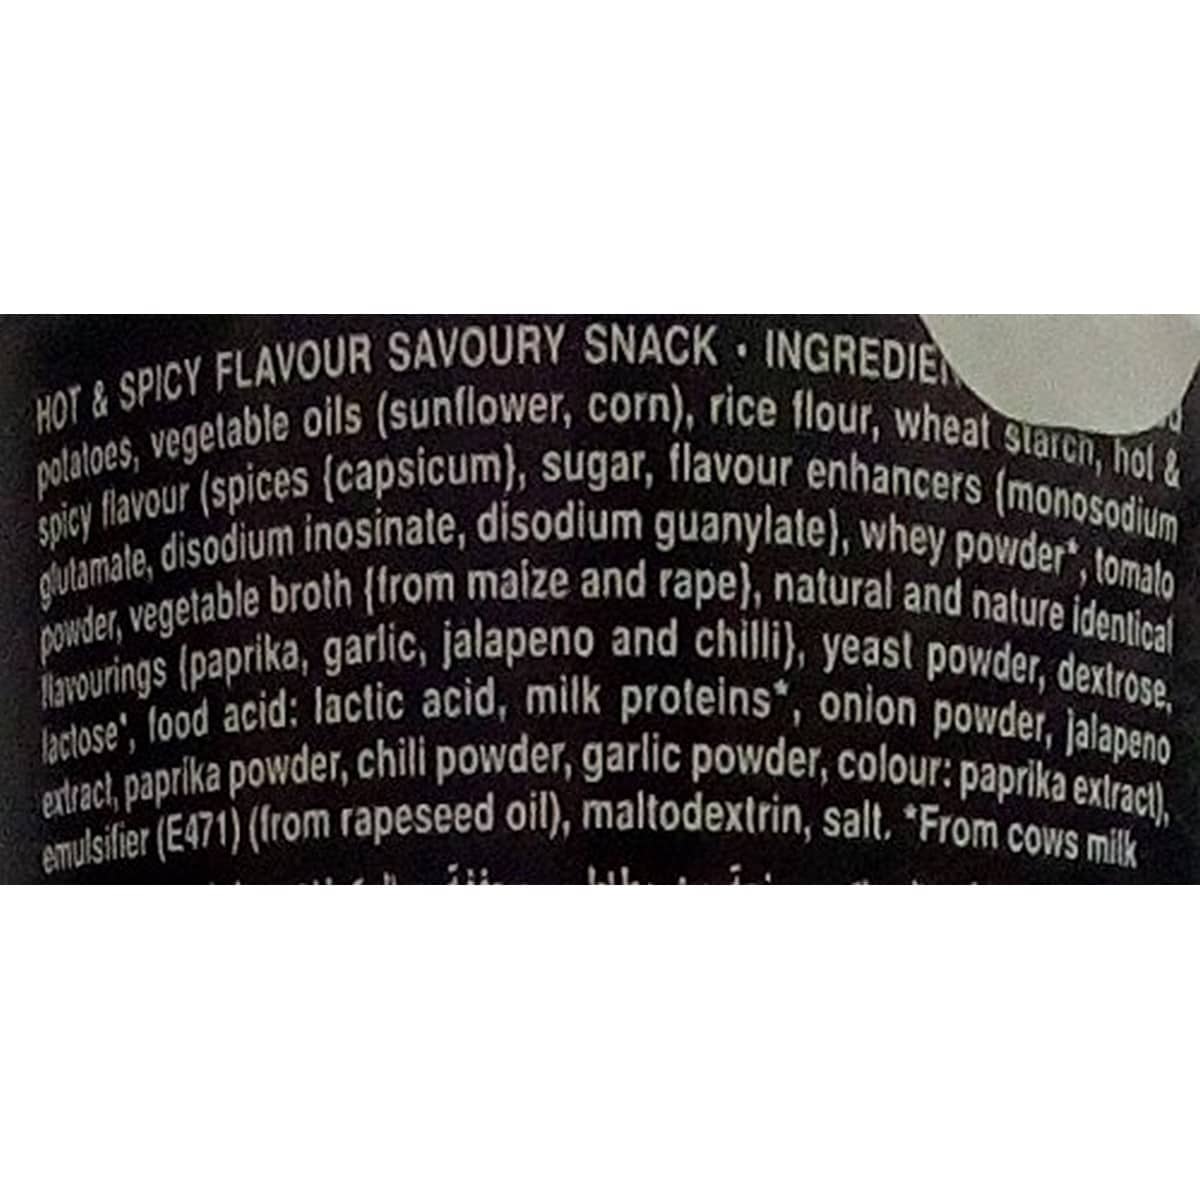 HOT & SPICY FLAVOUR SAVOURY SNACK • INGREDIEN
potatoes, vegetable oils (sunflower, corn), rice flour, wheat starch, hot &
spicy flavour (spices {capsicum}, sugar, flavour enhancers {monosodium
glutamate, disodium inosinate, disodium guanylate}, whey powder*, tomato
powder, vegetable broth {from maize and rape}, natural and nature identical
flavourings {paprika, garlic, jalapeno and chilli}, yeast powder, dextrose,
lactose*, food acid: lactic acid, milk proteins*, onion powder, jalapeno
extract, paprika powder, chili powder, garlic powder, colour: paprika extract),
emulsifier (E471) (from rapeseed oil), maltodextrin, salt. *From cows milk